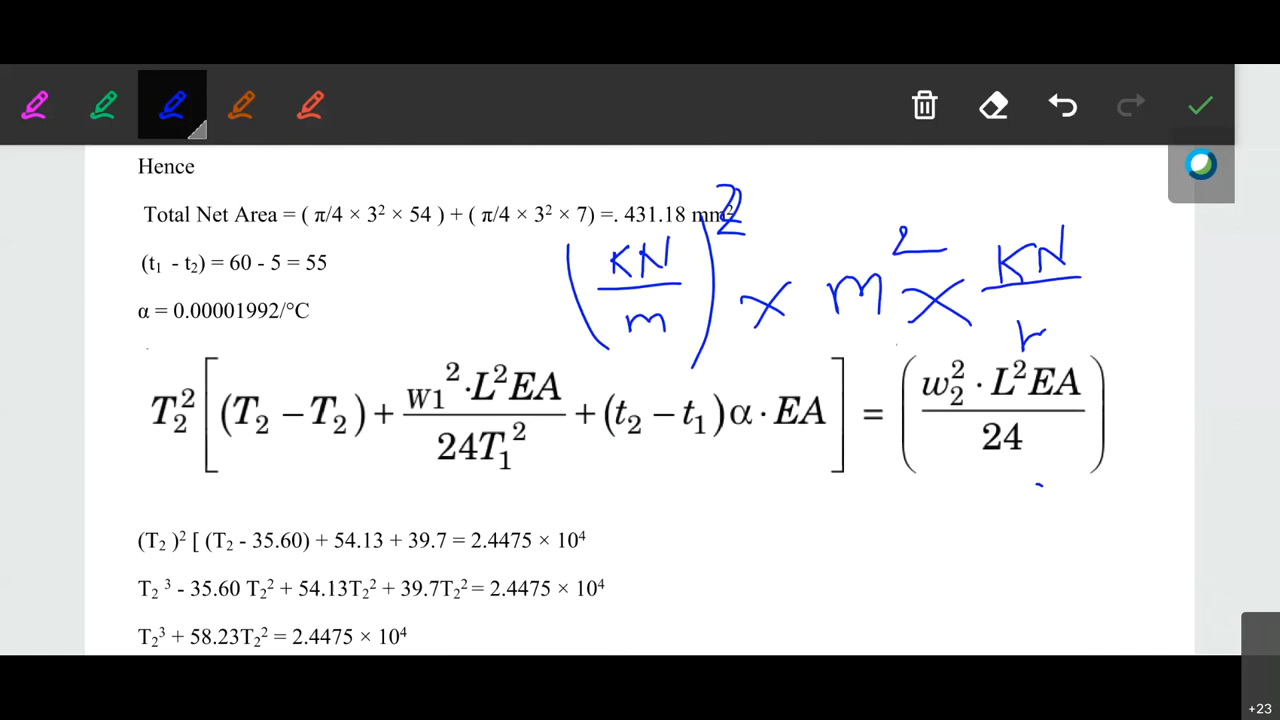 Hence
Total Net Area = ( π/4 × 3² × 54 ) + ( π/4 × 3² × 7) =. 431.18 mm²
(t₁ - t₂) = 60 - 5 = 55
α = 0.00001992/°C
(KN/m)² × m² × KN/
T₂² [(T₂ − T₂) + w1²·L²EA/24T₁² + (t₂ − t₁)α · EA] = (w₂² · L²EA/24)
(T₂ )² [ (T₂ - 35.60) + 54.13 + 39.7 = 2.4475 × 10⁴
T₂ ³ - 35.60 T₂² + 54.13T₂² + 39.7T₂² = 2.4475 × 10⁴
T₂³ + 58.23T₂² = 2.4475 × 10⁴
+23